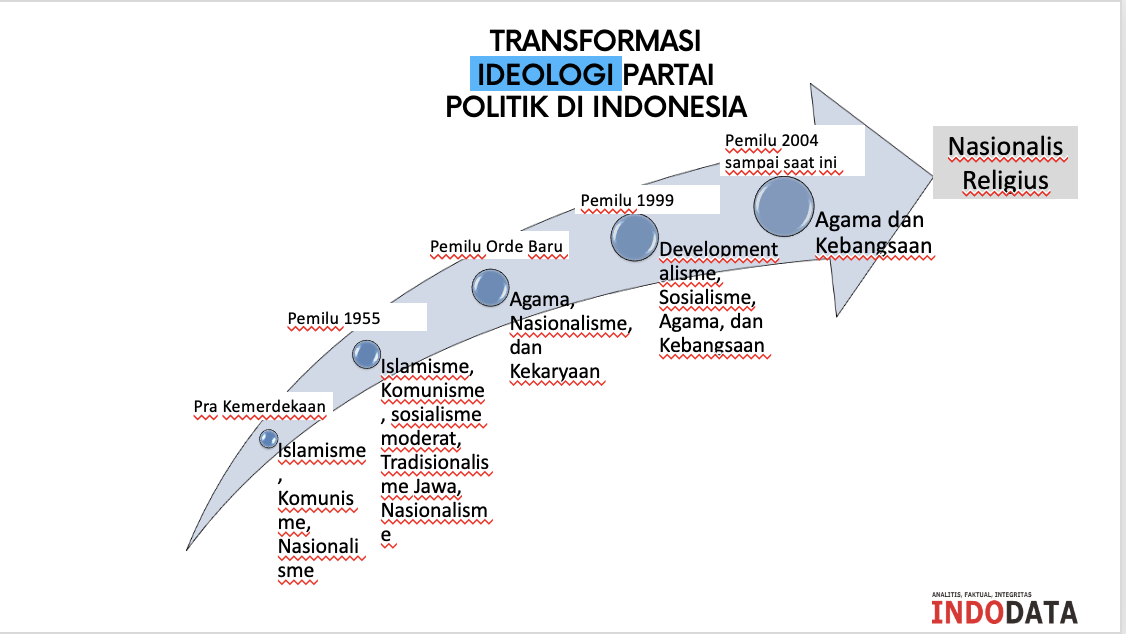 TRANSFORMASI
IDEOLOGI PARTAI
POLITIK DI INDONESIA
Pra Kemerdekaan
Islamisme
,
Komunis
me,
Nasionali
sme
Pemilu 1955
Islamisme,
Komunisme
, sosialisme
moderat,
Tradisionalis
me Jawa,
Nasionalism
e
Pemilu Orde Baru
Agama,
Nasionalisme,
dan
Kekaryaan
Pemilu 1999
Development
alisme,
Sosialisme,
Agama, dan
Kebangsaan
Pemilu 2004
sampai saat ini
Agama dan
Kebangsaan
Nasionalis
Religius
ANALITIS, FAKTUAL, INTEGRITAS
INDODATA